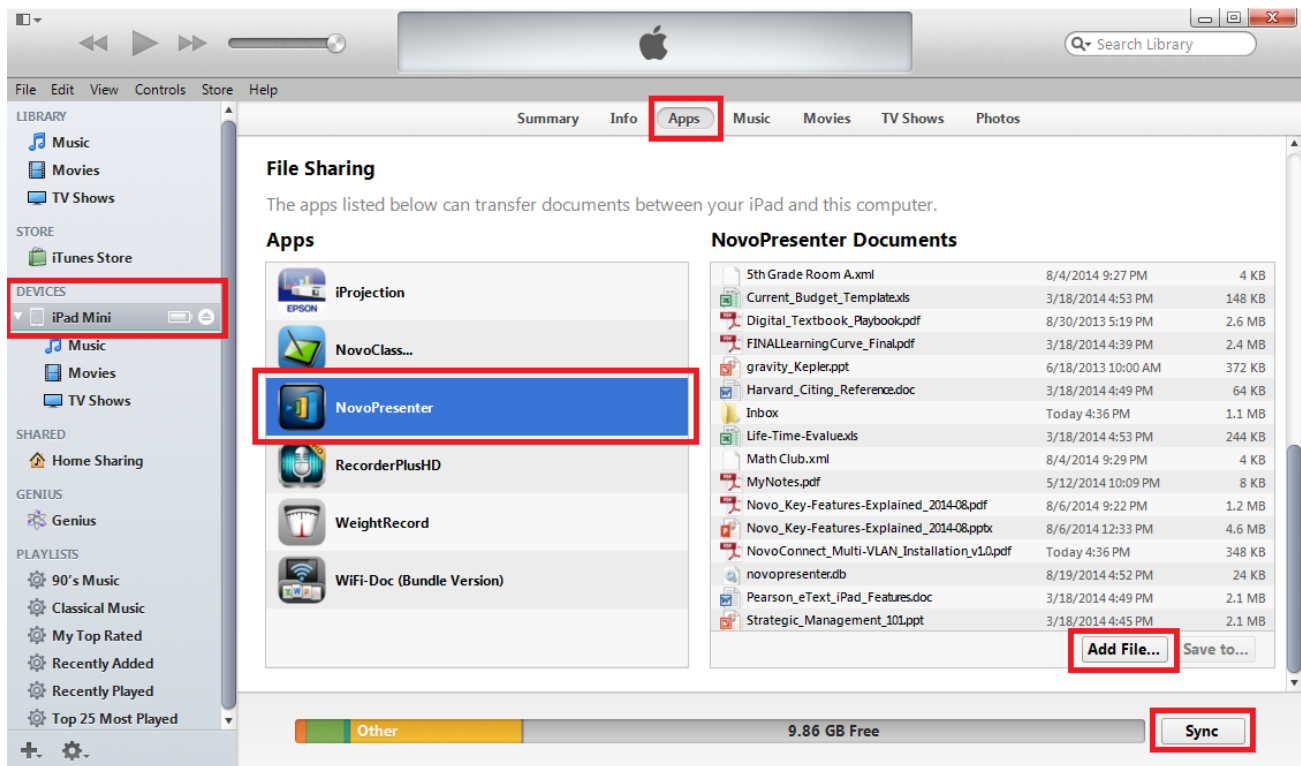 Search Library
File Edit View Controls Store Help
LIBRARY
Music
Movies
TV Shows
STORE
iTunes Store
DEVICES
iPad Mini
Music
Movies
TV Shows
SHARED
Home Sharing
GENIUS
Genius
PLAYLISTS
90's Music
Classical Music
My Top Rated
Recently Added
Recently Played
Top 25 Most Played
Summary Info Apps Music Movies TV Shows Photos
File Sharing
The apps listed below can transfer documents between your iPad and this computer.
Apps
EPSON
iProjection
NovoClass...
NovoPresenter
RecorderPlusHD
WeightRecord
WiFi-Doc (Bundle Version)
NovoPresenter Documents
5th Grade Room A.xml 8/4/2014 9:27 PM 4 KB
Current_Budget_Template.xls 3/18/2014 4:53 PM 148 KB
Digital_Textbook_Playbook.pdf 8/30/2013 5:19 PM 2.6 MB
FINALLearningCurve_Final.pdf 3/18/2014 4:39 PM 2.4 MB
gravity_Kepler.ppt 6/18/2013 10:00 AM 372 KB
Harvard_Citing_Reference.doc 3/18/2014 4:49 PM 64 KB
Inbox Today 4:36 PM 1.1 MB
Life-Time-Evalue.xls 3/18/2014 4:53 PM 244 KB
Math Club.xml 8/4/2014 9:29 PM 4 KB
MyNotes.pdf 5/12/2014 10:09 PM 8 KB
Novo_Key-Features-Explained_2014-08.pdf 8/6/2014 9:22 PM 1.2 MB
Novo_Key-Features-Explained_2014-08.pptx 8/6/2014 12:33 PM 4.6 MB
NovoConnect_Multi-VLAN_Installation_v1.0.pdf Today 4:36 PM 348 KB
novopresenter.db 8/19/2014 4:52 PM 24 KB
Pearson_eText_iPad_Features.doc 3/18/2014 4:49 PM 2.1 MB
Strategic_Management_101.ppt 3/18/2014 4:45 PM 2.1 MB
Add File... Save to...
Other 9.86 GB Free Sync